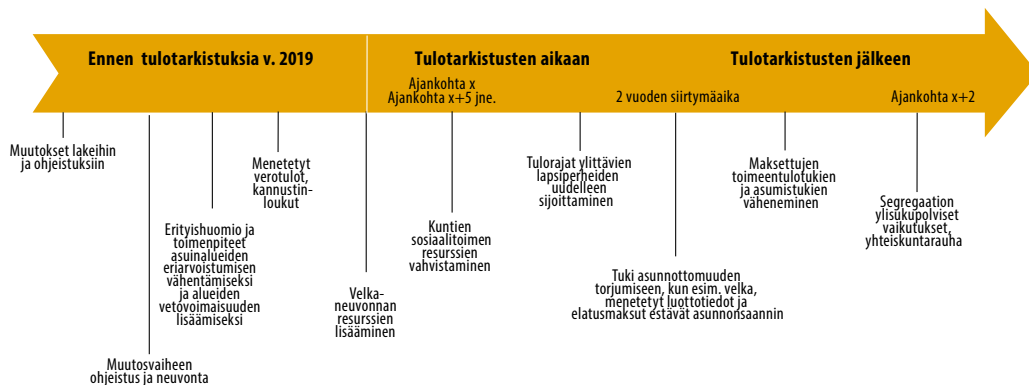 Ennen tulotarkistuksia v. 2019
Tulotarkistusten aikaan
Tulotarkistusten jälkeen
Ajankohta x
Ajankohta x+5 jne.
2 vuoden siirtymäaika
Ajankohta x+2
Muutokset lakeihin
ja ohjeistuksiin
Muutosvaiheen
ohjeistus ja neuvonta
Erityishuomio ja
toimenpiteet
asuinalueiden
eriarvoistumisen
vähentämiseksi
ja alueiden
vetovoimaisuuden
lisäämiseksi
Menetetyt
verotulot,
kannustin-
loukut
Velka-
neuvonnan
resurssien
lisääminen
Kuntien
sosiaalitoimen
resurssien
vahvistaminen
Tulorajat ylittävien
lapsiperheiden
uudelleen
sijoittaminen
Tuki asunnottomuuden
torjumiseen, kun esim. velka,
menetetyt luottotiedot ja
elatusmaksut estävät asunnonsaannin
Maksettujen
toimeentulotukien
ja asumistukien
väheneminen
Segregaation
ylisukupolviset
vaikutukset,
yhteiskuntarauha